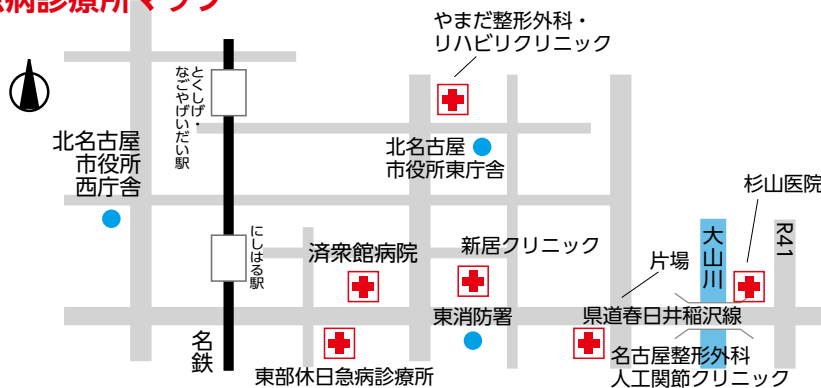 急病診療所マップ
やまだ整形外科・
リハビリクリニック
とくしげ・
なごやげいだい駅
北名古屋
市役所
西庁舎
北名古屋
市役所東庁舎
杉山医院
にしはる駅
済衆館病院
新居クリニック
片場
大山川
R41
東消防署
県道春日井稲沢線
名鉄
東部休日急病診療所
名古屋整形外科
人工関節クリニック